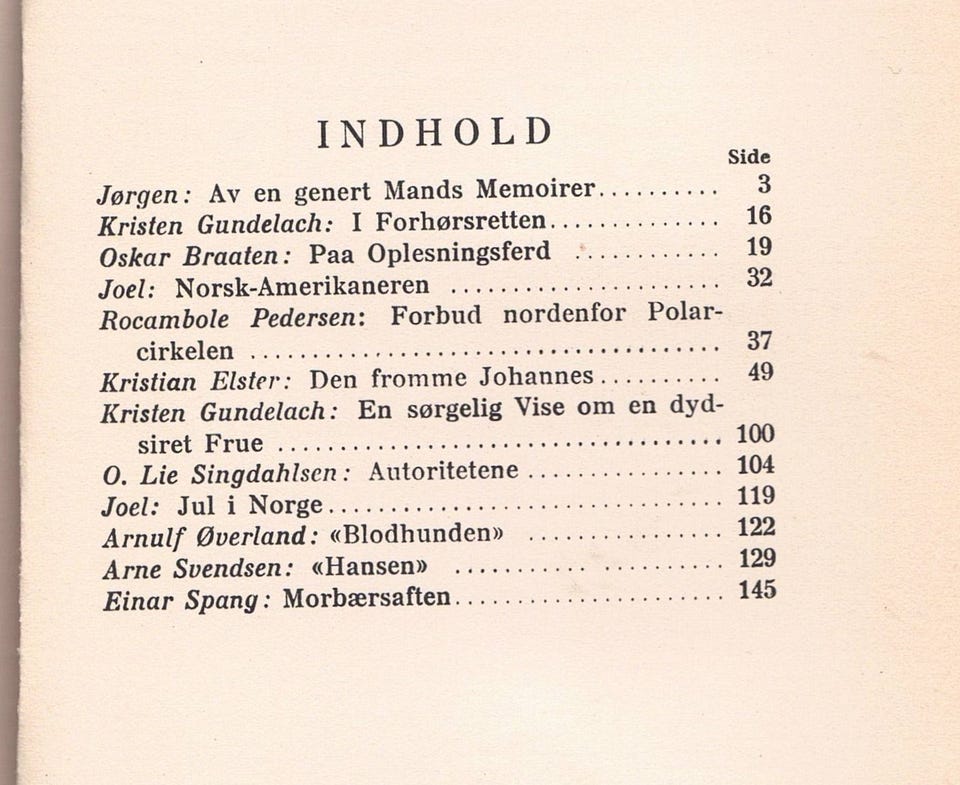 INDHOLD
Side
Jørgen: Av en genert Mands Memoirer.......... 3
Kristen Gundelach: I Forhørsretten.............. 16
Oskar Braaten: Paa Oplesningsferd ............ 19
Joel: Norsk-Amerikaneren ...................... 32
Rocambole Pedersen: Forbud nordenfor Polar-
cirkelen ...................................... 37
Kristian Elster: Den fromme Johannes.......... 49
Kristen Gundelach: En sørgelig Vise om en dyd-
siret Frue .................................... 100
O. Lie Singdahlsen: Autoritetene ................ 104
Joel: Jul i Norge................................ 119
Arnulf Øverland: «Blodhunden» ................ 122
Arne Svendsen: «Hansen» ...................... 129
Einar Spang: Morbærsaften...................... 145